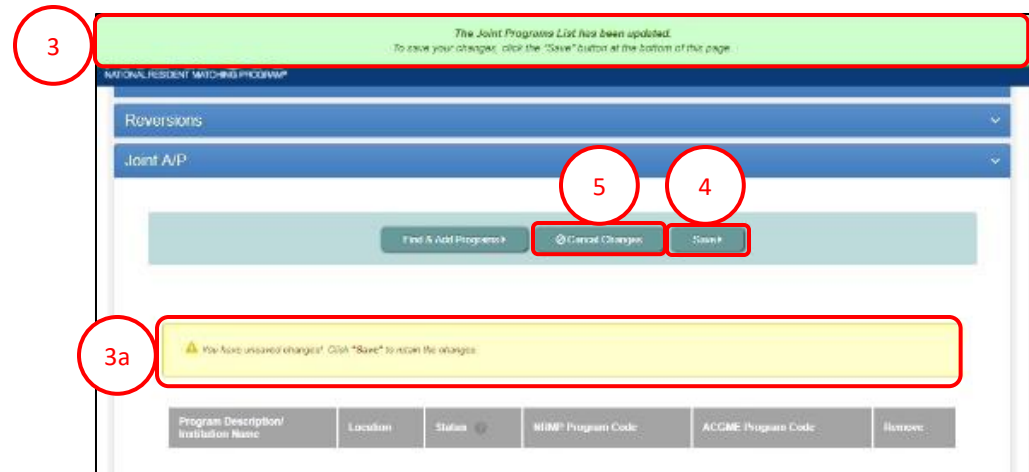 3
The Joint Programs List has been updated.
To save your changes, click the "Save" button at the bottom of this page.
NATIONAL RESIDENT MATCHING PROGRAM®
Reversions
Joint A/P
5
4
Find & Add Programs
Cancel Changes
Save
3a
You have unsaved changes! Click "Save" to retain the changes.
Program Description/
Institution Name
Location
Status
NRMP Program Code
ACGME Program Code
Remove